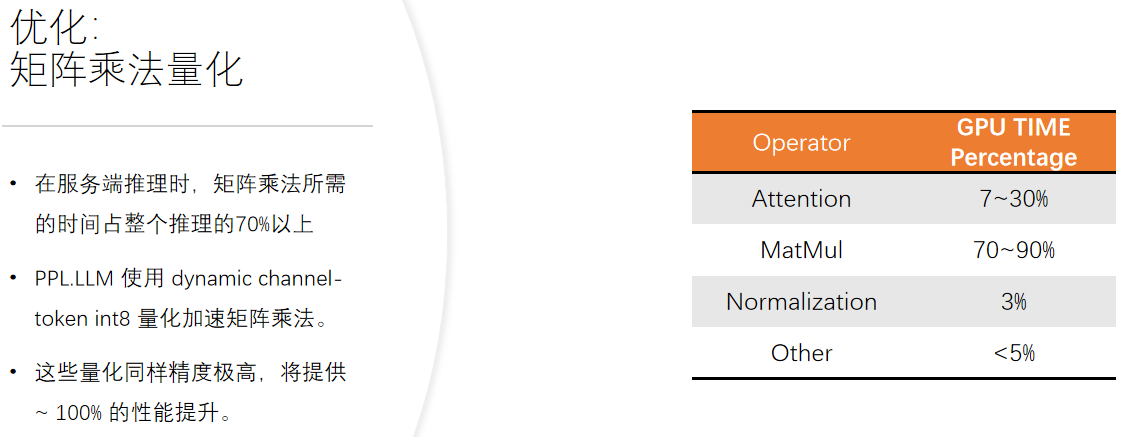 优化:
矩阵乘法量化
• 在服务端推理时，矩阵乘法所需
的时间占整个推理的70%以上
• PPL.LLM 使用 dynamic channel-
token int8 量化加速矩阵乘法。
• 这些量化同样精度极高，将提供
~ 100% 的性能提升。
Operator GPU TIME
Percentage
Attention 7~30%
MatMul 70~90%
Normalization 3%
Other <5%